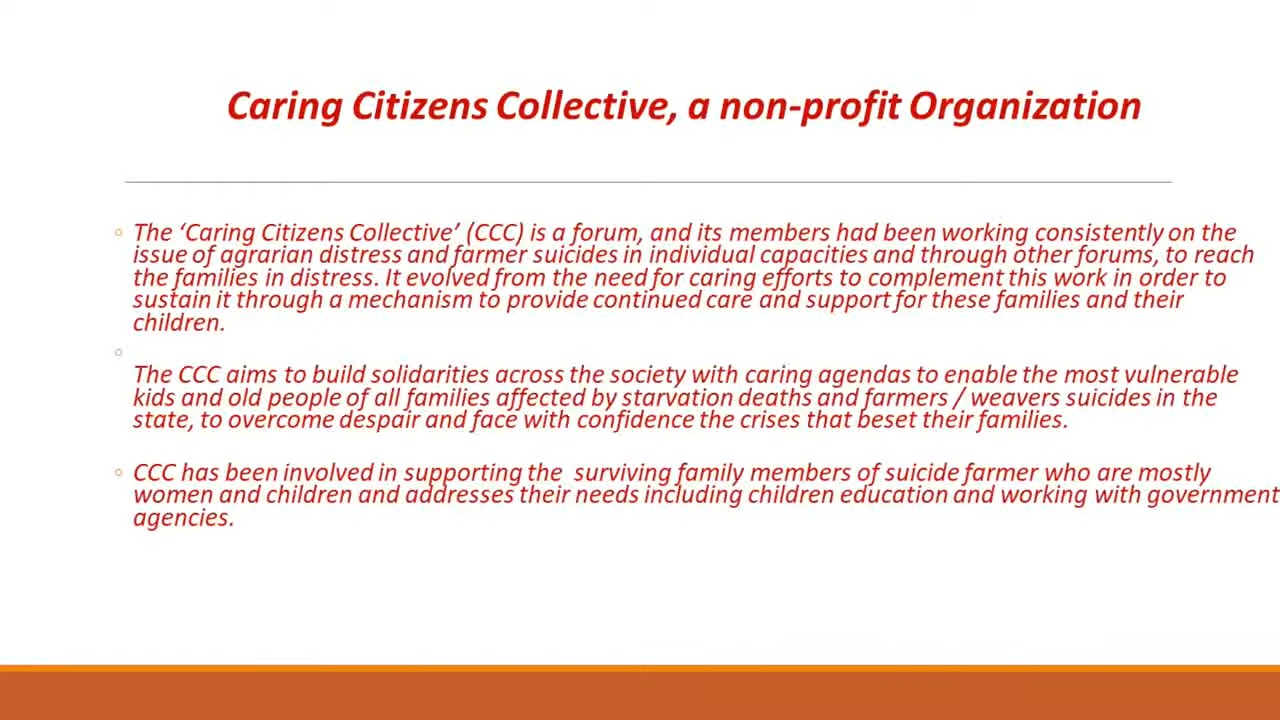 Caring Citizens Collective, a non-profit Organization
The ‘Caring Citizens Collective’ (CCC) is a forum, and its members had been working consistently on the
issue of agrarian distress and farmer suicides in individual capacities and through other forums, to reach
the families in distress. It evolved from the need for caring efforts to complement this work in order to
sustain it through a mechanism to provide continued care and support for these families and their
children.
The CCC aims to build solidarities across the society with caring agendas to enable the most vulnerable
kids and old people of all families affected by starvation deaths and farmers / weavers suicides in the
state, to overcome despair and face with confidence the crises that beset their families.
CCC has been involved in supporting the  surviving family members of suicide farmer who are mostly
women and children and addresses their needs including children education and working with government
agencies.